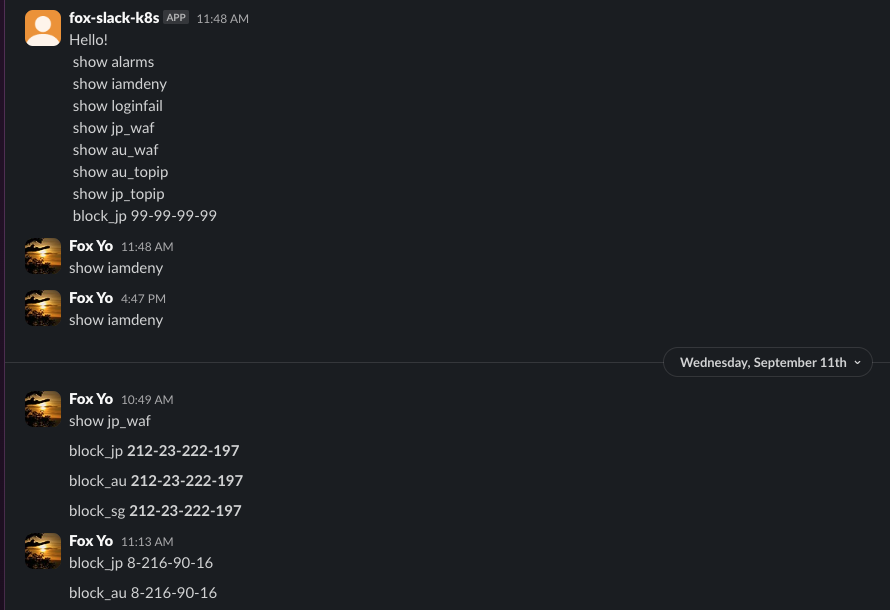 fox-slack-k8s APP 11:48 AM
Hello!
show alarms
show iamdeny
show loginfail
show jp_waf
show au_waf
show au_topip
show jp_topip
block_jp 99-99-99-99
Fox Yo 11:48 AM
show iamdeny
Fox Yo 4:47 PM
show iamdeny
Wednesday, September 11th
Fox Yo 10:49 AM
show jp_waf
block_jp 212-23-222-197
block_au 212-23-222-197
block_sg 212-23-222-197
Fox Yo 11:13 AM
block_jp 8-216-90-16
block_au 8-216-90-16